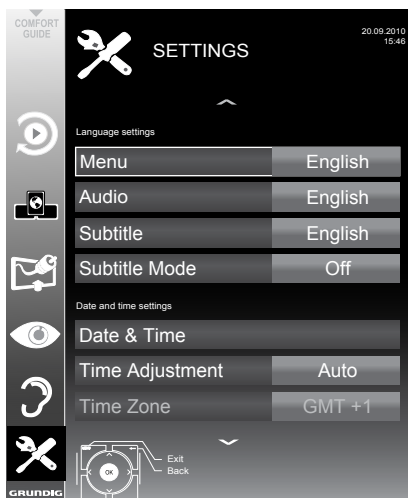 COMFORT
GUIDE
SETTINGS
20.09.2010
15:46
Language settings
Menu English
Audio English
Subtitle English
Subtitle Mode Off
Date and time settings
Date & Time
Time Adjustment Auto
Time Zone GMT +1
Exit
Back
OK
GRUNDIG